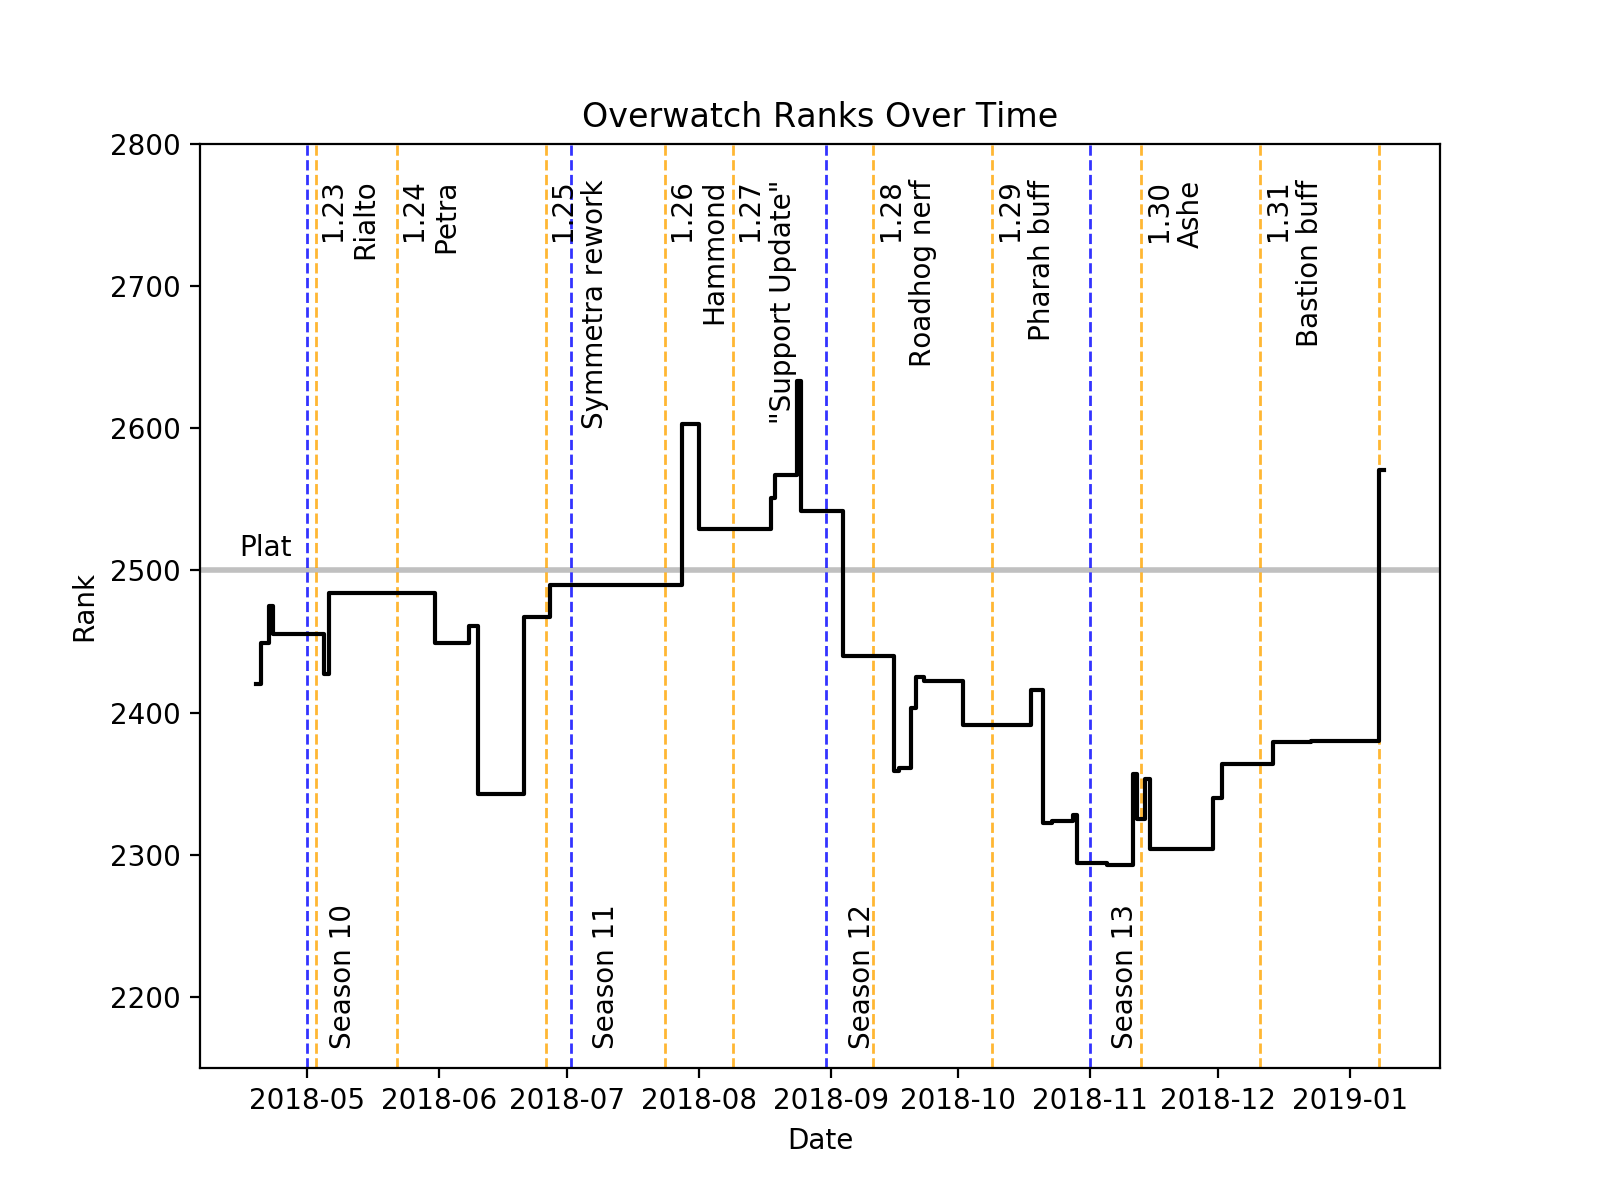 Overwatch Ranks Over Time
2800
2700
2600
2500
2400
2300
2200
Rank
Plat
1.23
Rialto
1.24
Petra
1.25
Symmetra rework
1.26
Hammond
1.27
"Support Update"
1.28
Roadhog nerf
1.29
Pharah buff
1.30
Ashe
1.31
Bastion buff
Season 10
Season 11
Season 12
Season 13
2018-05
2018-06
2018-07
2018-08
2018-09
2018-10
2018-11
2018-12
2019-01
Date